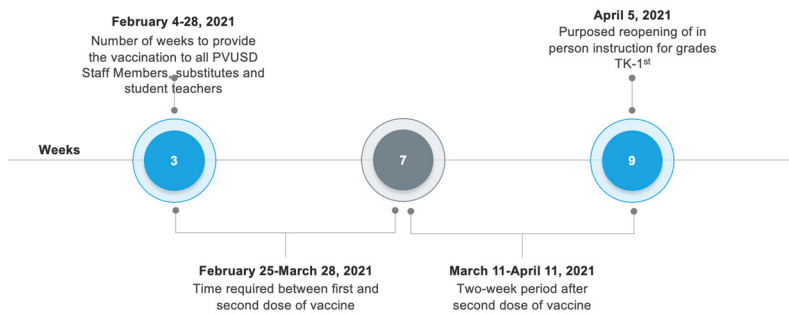 February 4-28, 2021
Number of weeks to provide
the vaccination to all PVUSD
Staff Members, substitutes and
student teachers
April 5, 2021
Purposed reopening of in
person instruction for grades
TK-1st
Weeks
3
7
9
February 25-March 28, 2021
Time required between first and
second dose of vaccine
March 11-April 11, 2021
Two-week period after
second dose of vaccine